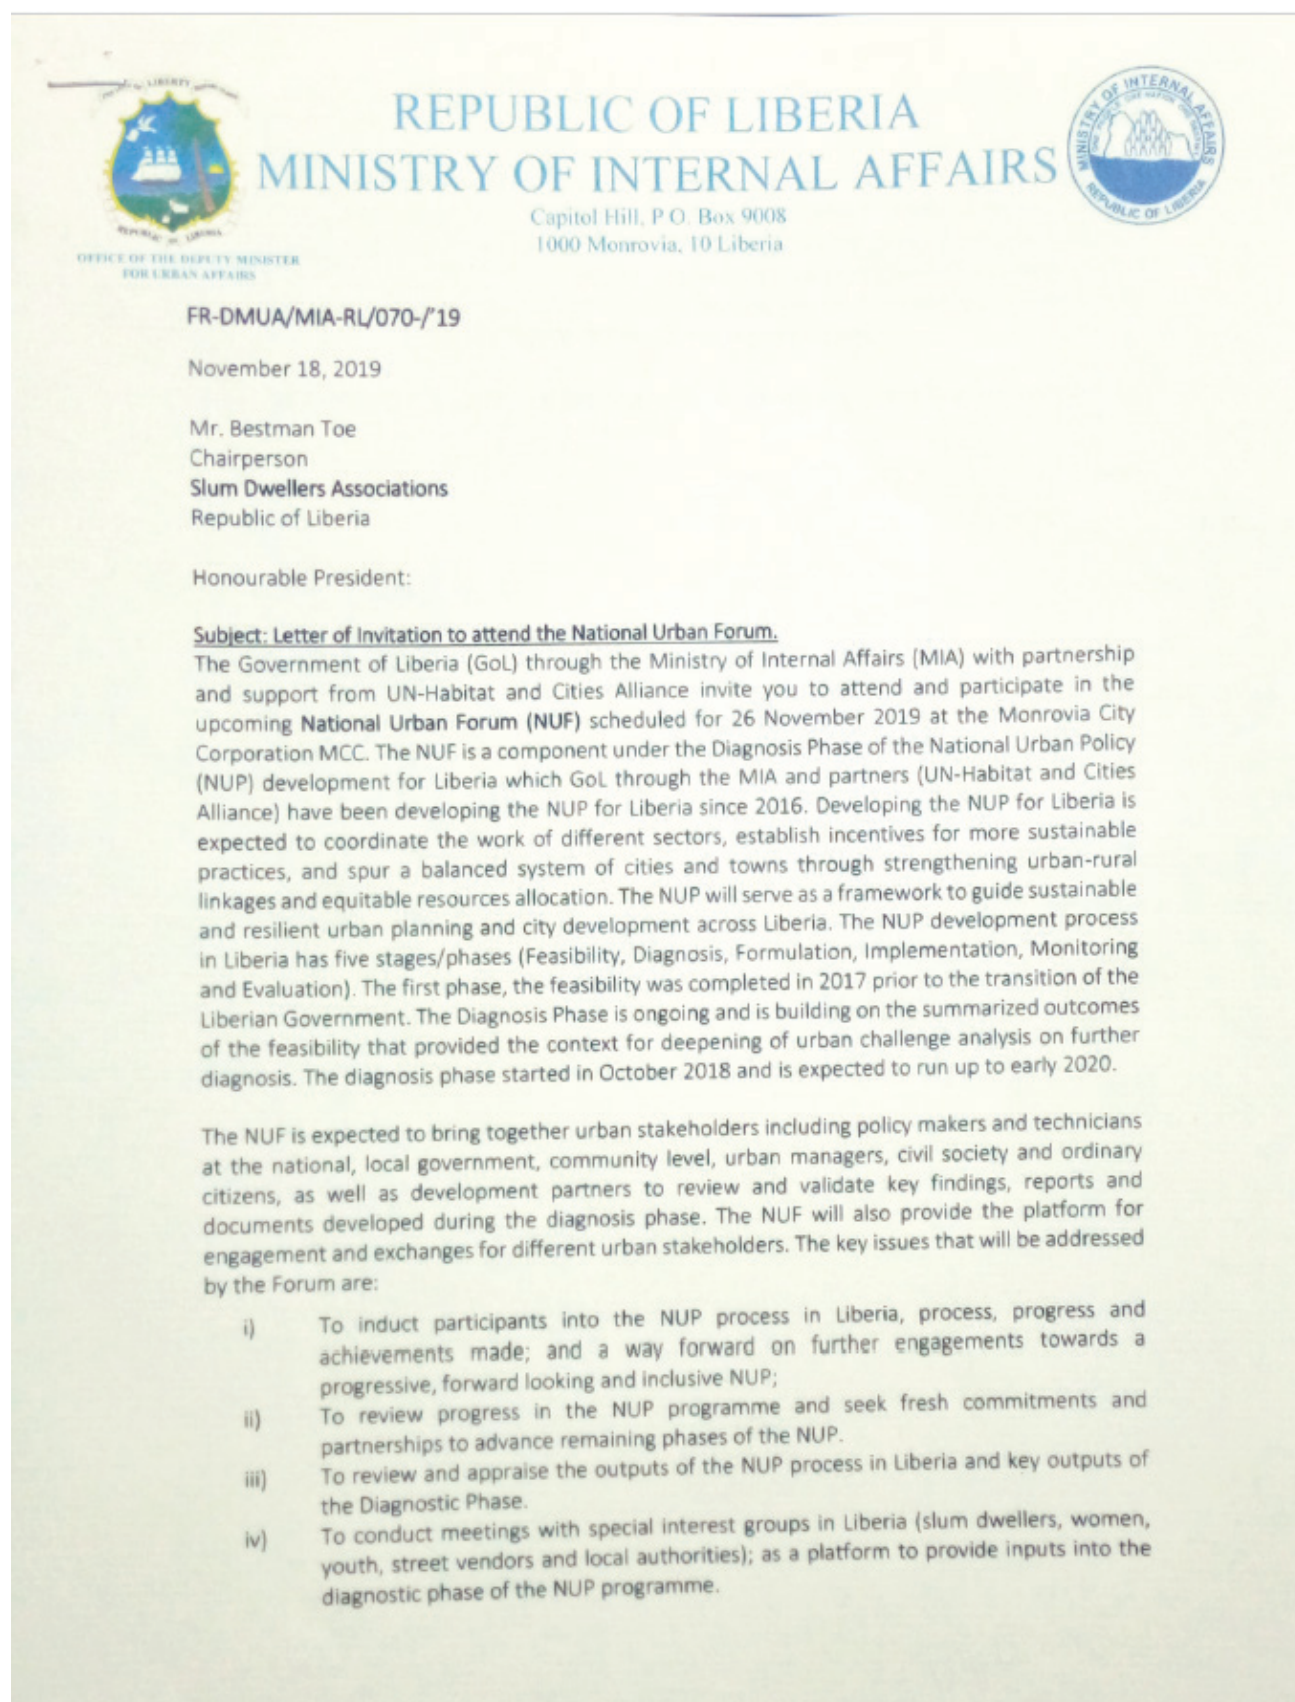 REPUBLIC OF LIBERIA
MINISTRY OF INTERNAL AFFAIRS
Capitol Hill, P.O. Box 9008
1000 Monrovia, 10 Liberia
LIBERTY
REPUBLIC OF LIBERIA
OFFICE OF THE DEPUTY MINISTER
FOR URBAN AFFAIRS
MINISTRY OF INTERNAL AFFAIRS
REPUBLIC OF LIBERIA
FR-DMUA/MIA-RL/070-/'19
November 18, 2019
Mr. Bestman Toe
Chairperson
Slum Dwellers Associations
Republic of Liberia
Honourable President:
Subject: Letter of Invitation to attend the National Urban Forum.
The Government of Liberia (GoL) through the Ministry of Internal Affairs (MIA) with partnership
and support from UN-Habitat and Cities Alliance invite you to attend and participate in the
upcoming National Urban Forum (NUF) scheduled for 26 November 2019 at the Monrovia City
Corporation MCC. The NUF is a component under the Diagnosis Phase of the National Urban Policy
(NUP) development for Liberia which GoL through the MIA and partners (UN-Habitat and Cities
Alliance) have been developing the NUP for Liberia since 2016. Developing the NUP for Liberia is
expected to coordinate the work of different sectors, establish incentives for more sustainable
practices, and spur a balanced system of cities and towns through strengthening urban-rural
linkages and equitable resources allocation. The NUP will serve as a framework to guide sustainable
and resilient urban planning and city development across Liberia. The NUP development process
in Liberia has five stages/phases (Feasibility, Diagnosis, Formulation, Implementation, Monitoring
and Evaluation). The first phase, the feasibility was completed in 2017 prior to the transition of the
Liberian Government. The Diagnosis Phase is ongoing and is building on the summarized outcomes
of the feasibility that provided the context for deepening of urban challenge analysis on further
diagnosis. The diagnosis phase started in October 2018 and is expected to run up to early 2020.
The NUF is expected to bring together urban stakeholders including policy makers and technicians
at the national, local government, community level, urban managers, civil society and ordinary
citizens, as well as development partners to review and validate key findings, reports and
documents developed during the diagnosis phase. The NUF will also provide the platform for
engagement and exchanges for different urban stakeholders. The key issues that will be addressed
by the Forum are:
i) To induct participants into the NUP process in Liberia, process, progress and
achievements made; and a way forward on further engagements towards a
progressive, forward looking and inclusive NUP;
ii) To review progress in the NUP programme and seek fresh commitments and
partnerships to advance remaining phases of the NUP.
iii) To review and appraise the outputs of the NUP process in Liberia and key outputs of
the Diagnostic Phase.
iv) To conduct meetings with special interest groups in Liberia (slum dwellers, women,
youth, street vendors and local authorities); as a platform to provide inputs into the
diagnostic phase of the NUP programme.